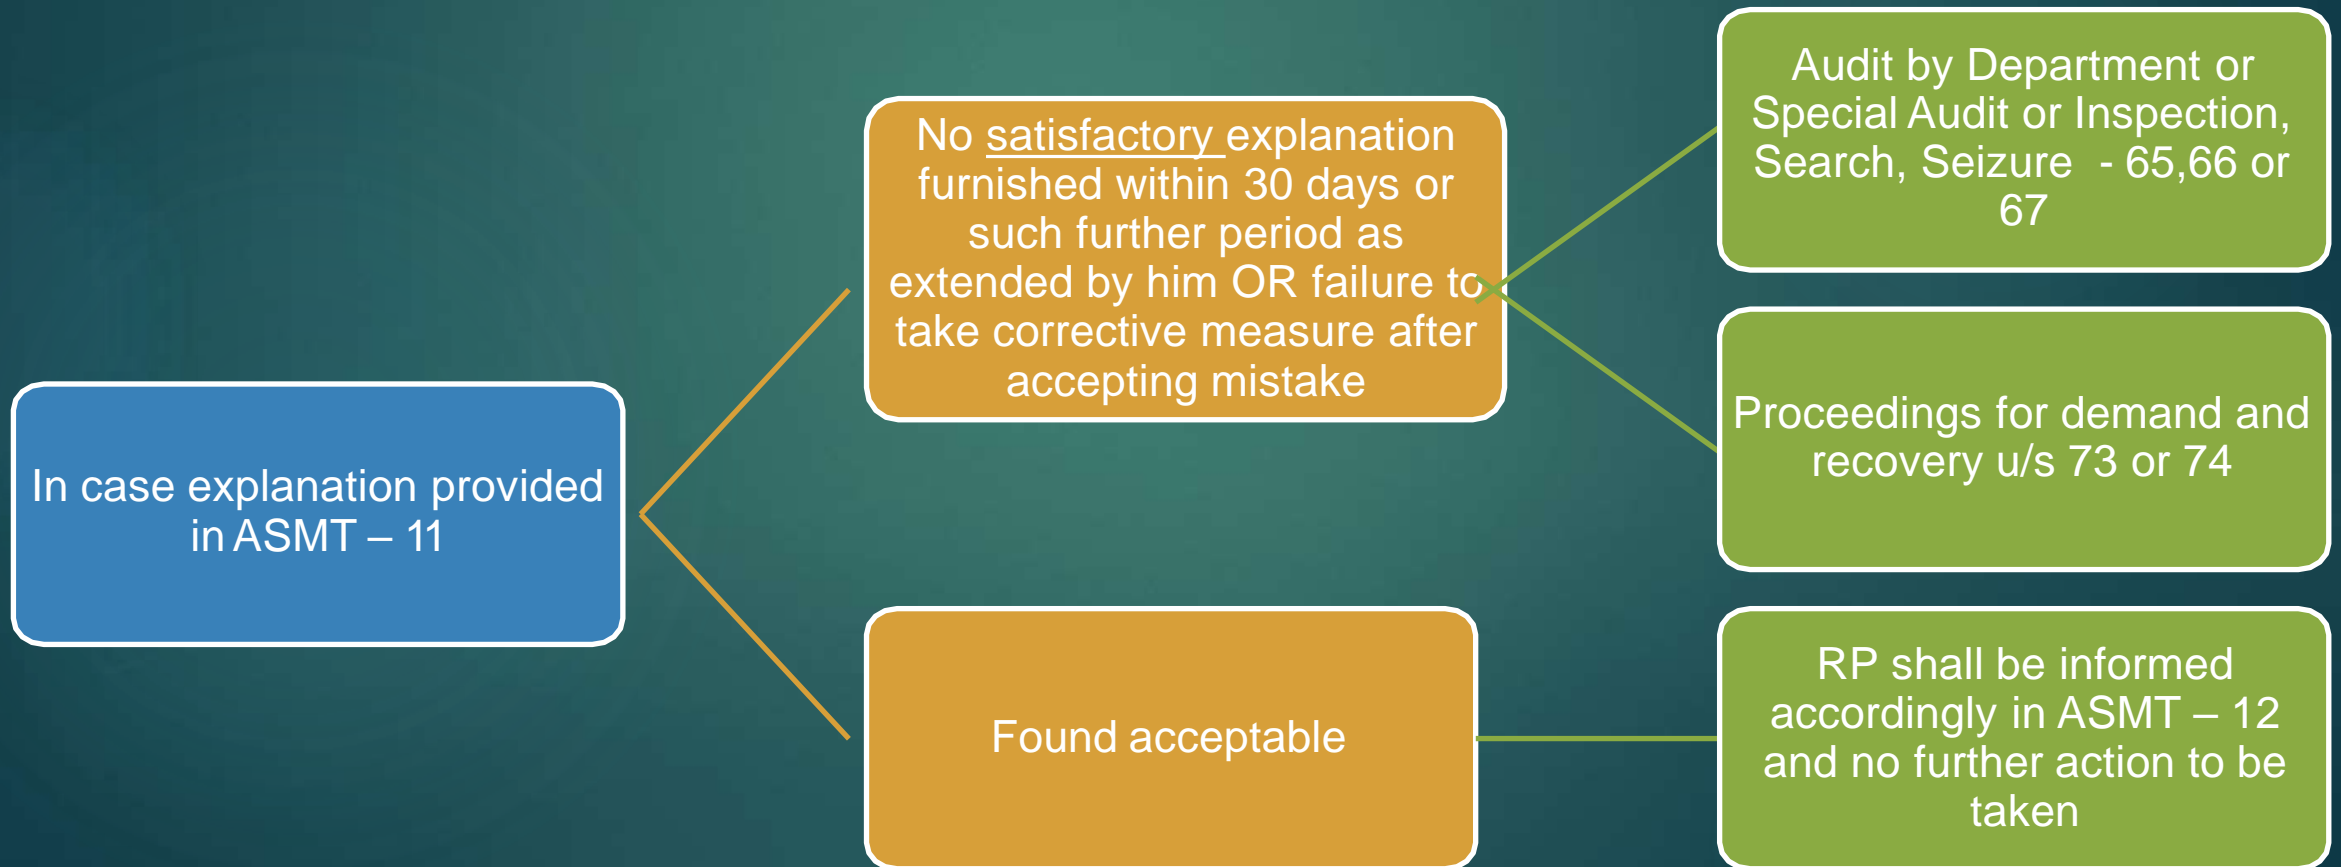 In case explanation provided
in ASMT – 11
No satisfactory explanation
furnished within 30 days or
such further period as
extended by him OR failure to
take corrective measure after
accepting mistake
Found acceptable
Audit by Department or
Special Audit or Inspection,
Search, Seizure  - 65,66 or
67
Proceedings for demand and
recovery u/s 73 or 74
RP shall be informed
accordingly in ASMT – 12
and no further action to be
taken